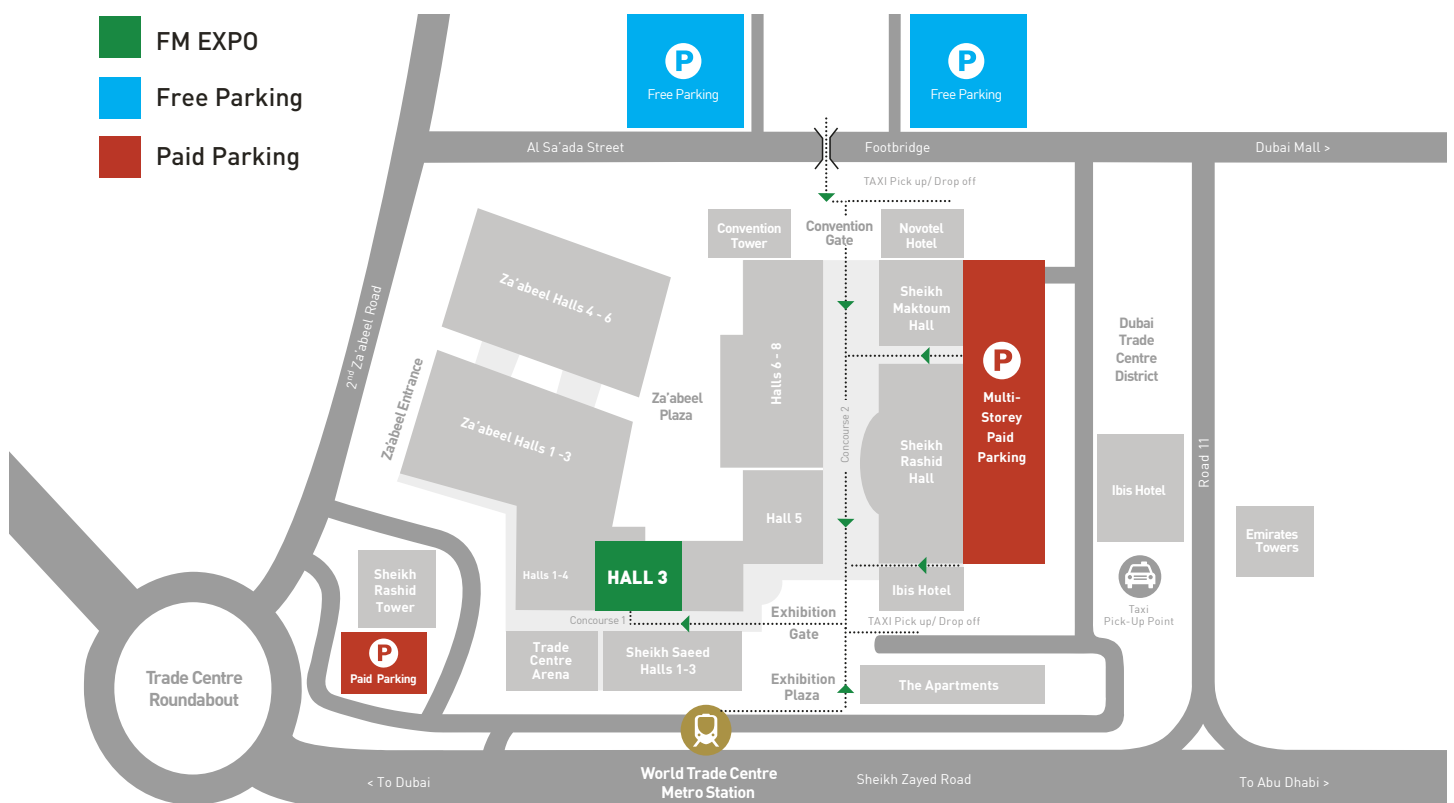 FM EXPO
Free Parking
Paid Parking
P
Free Parking
P
Free Parking
Al Sa'ada Street
Footbridge
Dubai Mall >
TAXI Pick up/ Drop off
Convention
Tower
Convention
Gate
Novotel
Hotel
2nd Za'abeel Road
Za'abeel Halls 4 - 6
Za'abeel Entrance
Za'abeel Halls 1 -3
Za'abeel
Plaza
Halls 6 - 8
Concourse 2
Sheikh
Maktoum
Hall
P
Multi-
Storey
Paid
Parking
Dubai
Trade
Centre
District
Sheikh
Rashid
Hall
Road 11
Ibis Hotel
Hall 5
Emirates
Towers
Sheikh
Rashid
Tower
Halls 1-4
HALL 3
Ibis Hotel
Taxi
Pick-Up Point
Concourse 1
Exhibition
Gate
TAXI Pick up/ Drop off
P
Paid Parking
Trade
Centre
Arena
Sheikh Saeed
Halls 1-3
Exhibition
Plaza
The Apartments
Trade Centre
Roundabout
World Trade Centre
Metro Station
< To Dubai
Sheikh Zayed Road
To Abu Dhabi >